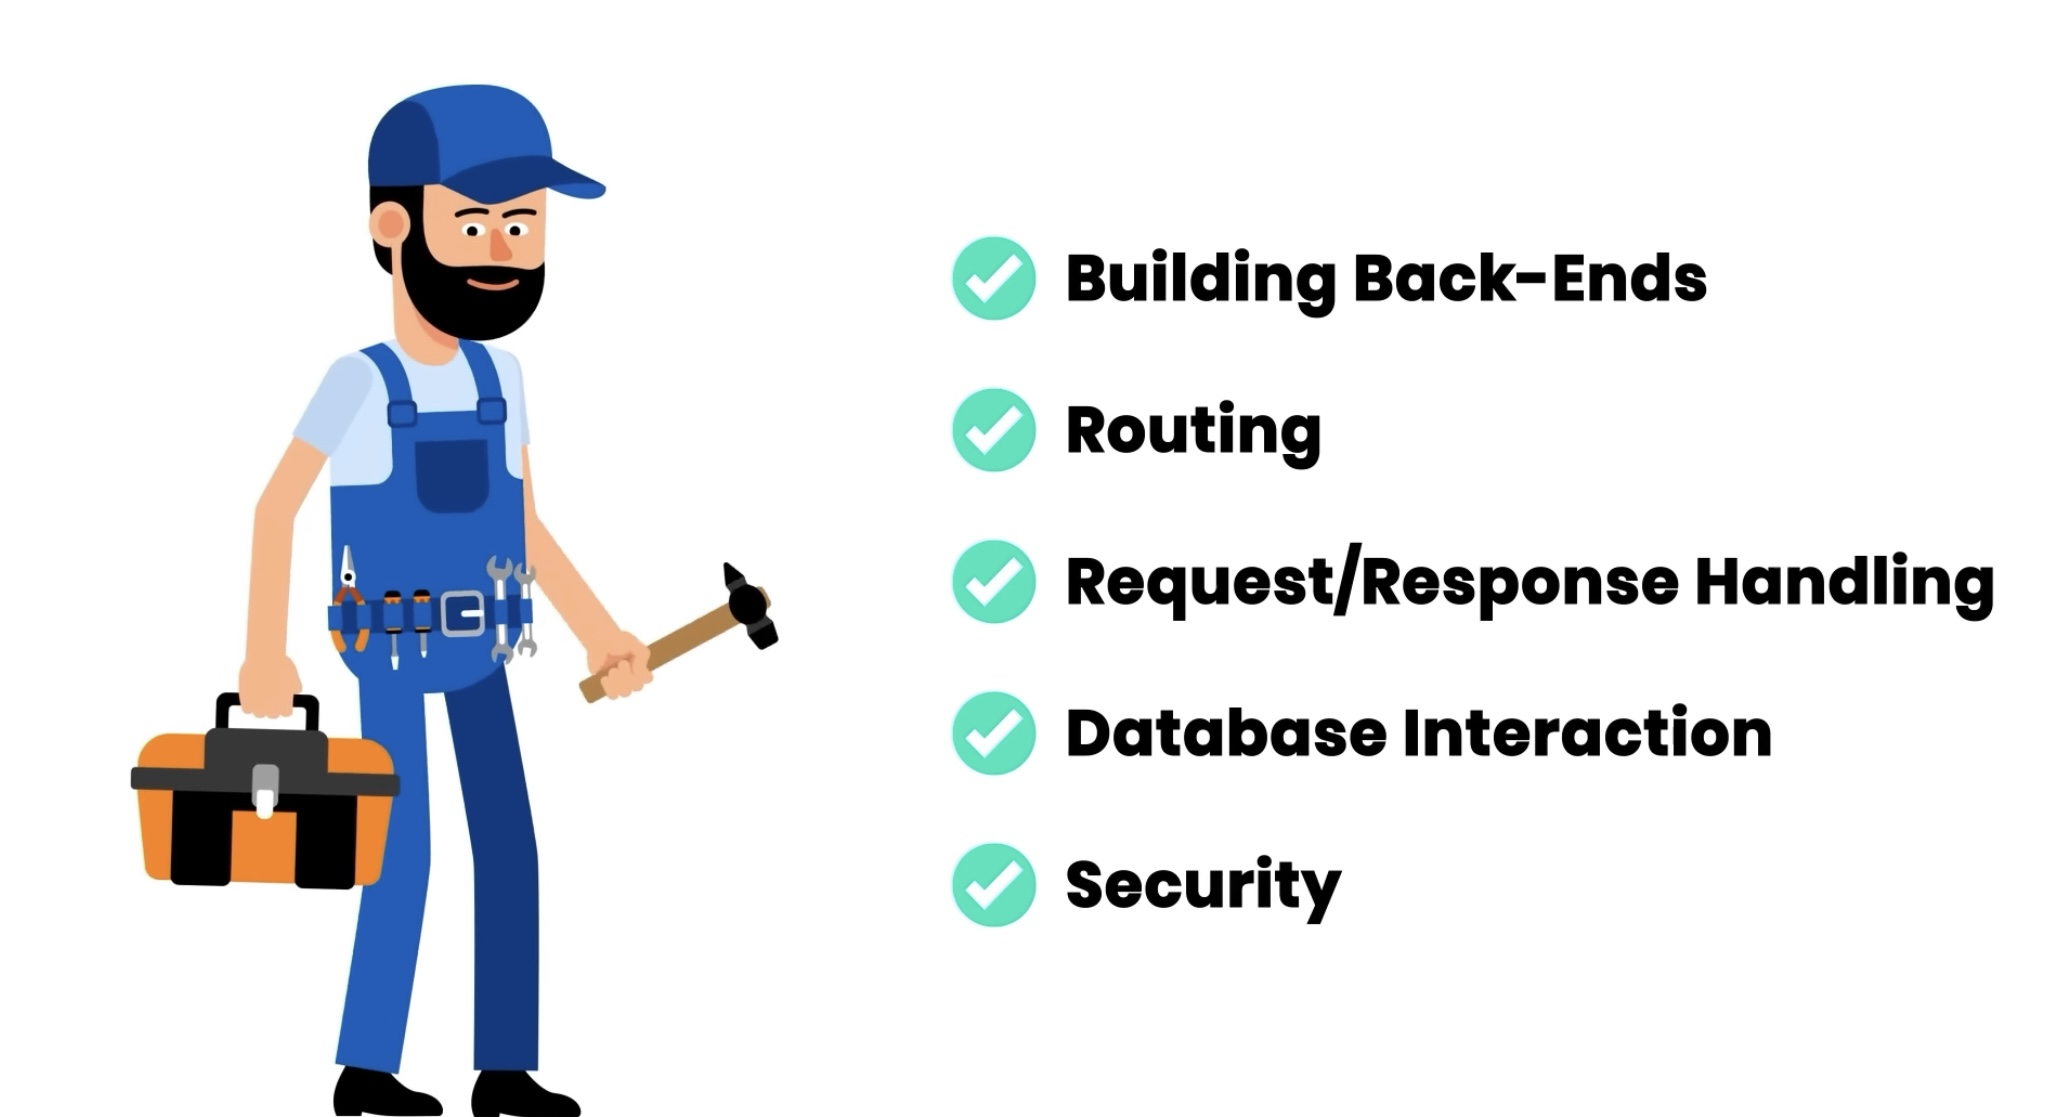 Building Back-Ends
Routing
Request/Response Handling
Database Interaction
Security